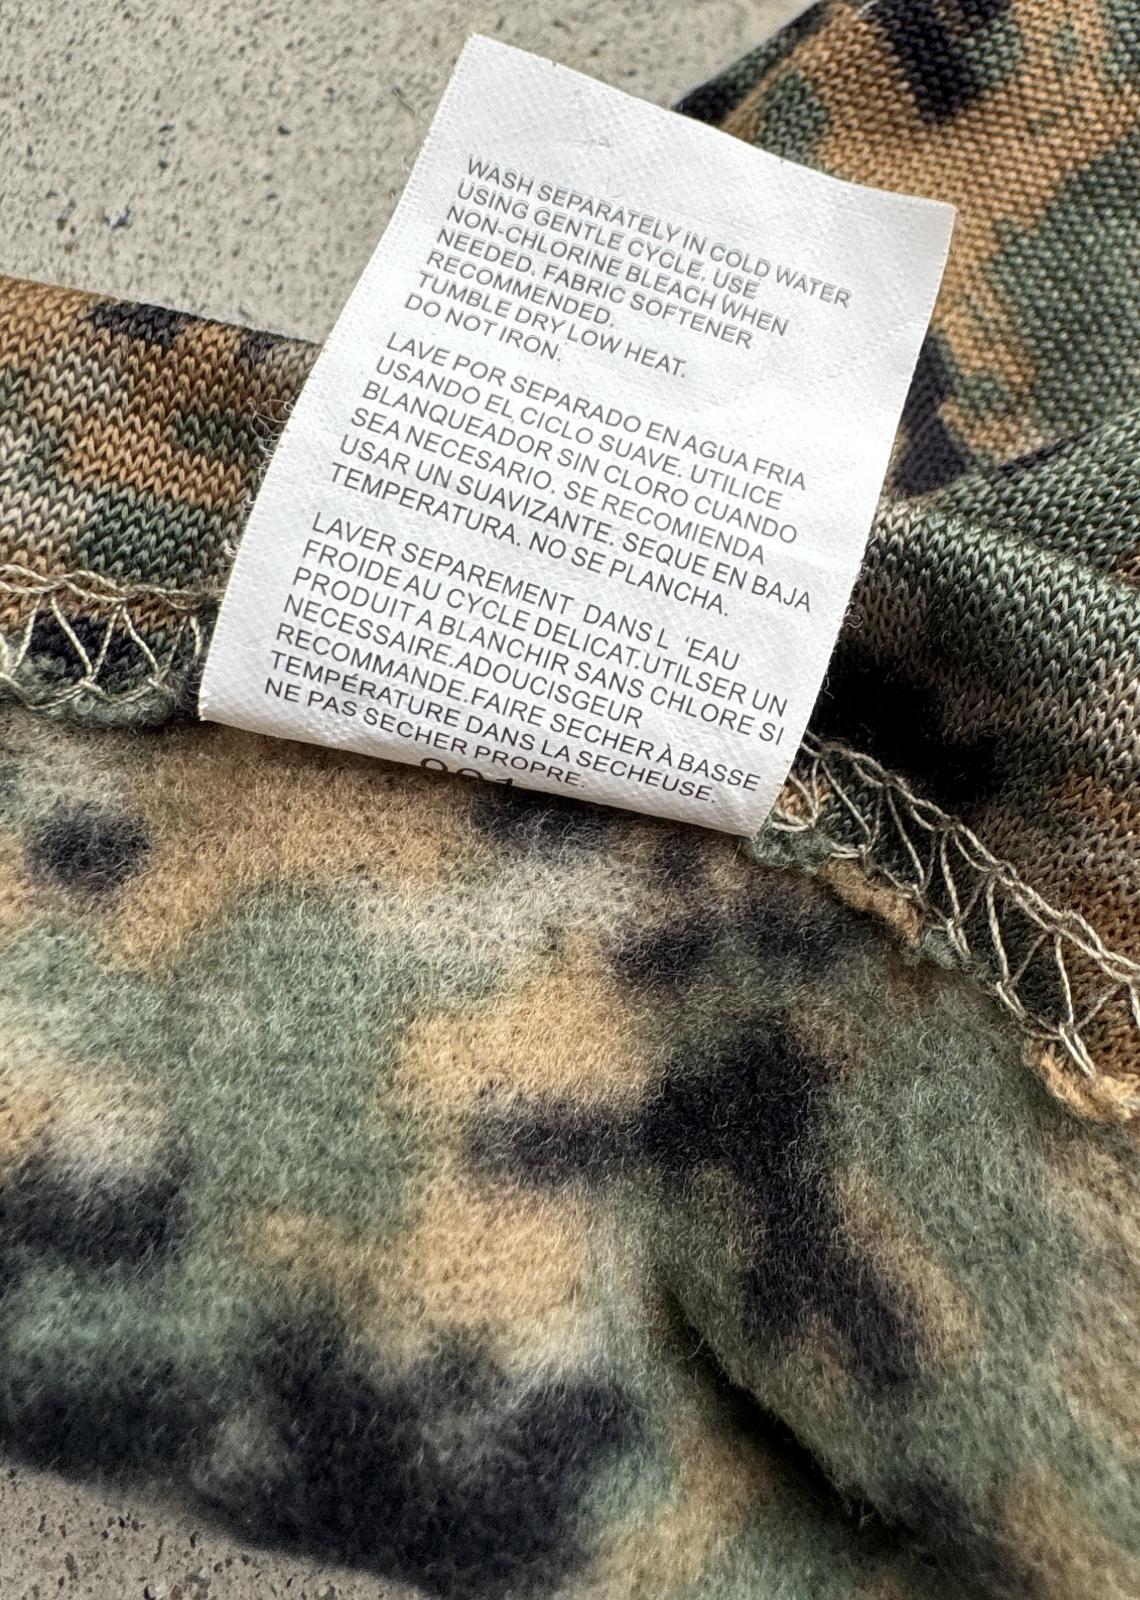 WASH SEPARATELY IN COLD WATER
USING GENTLE CYCLE. USE
NON-CHLORINE BLEACH WHEN
NEEDED. FABRIC SOFTENER
RECOMMENDED.
TUMBLE DRY LOW HEAT.
DO NOT IRON.
LAVE POR SEPARADO EN AGUA FRIA
USANDO EL CICLO SUAVE. UTILICE
BLANQUEADOR SIN CLORO CUANDO
SEA NECESARIO. SE RECOMIENDA
USAR UN SUAVIZANTE. SEQUE EN BAJA
TEMPERATURA. NO SE PLANCHA.
LAVER SEPAREMENT DANS L 'EAU
FROIDE AU CYCLE DELICAT.UTILSER UN
PRODUIT A BLANCHIR SANS CHLORE SI
NECESSAIRE.ADOUCISGEUR
RECOMMANDE.FAIRE SECHER À BASSE
TEMPÉRATURE DANS LA SECHEUSE.
NE PAS SECHER PROPRE.